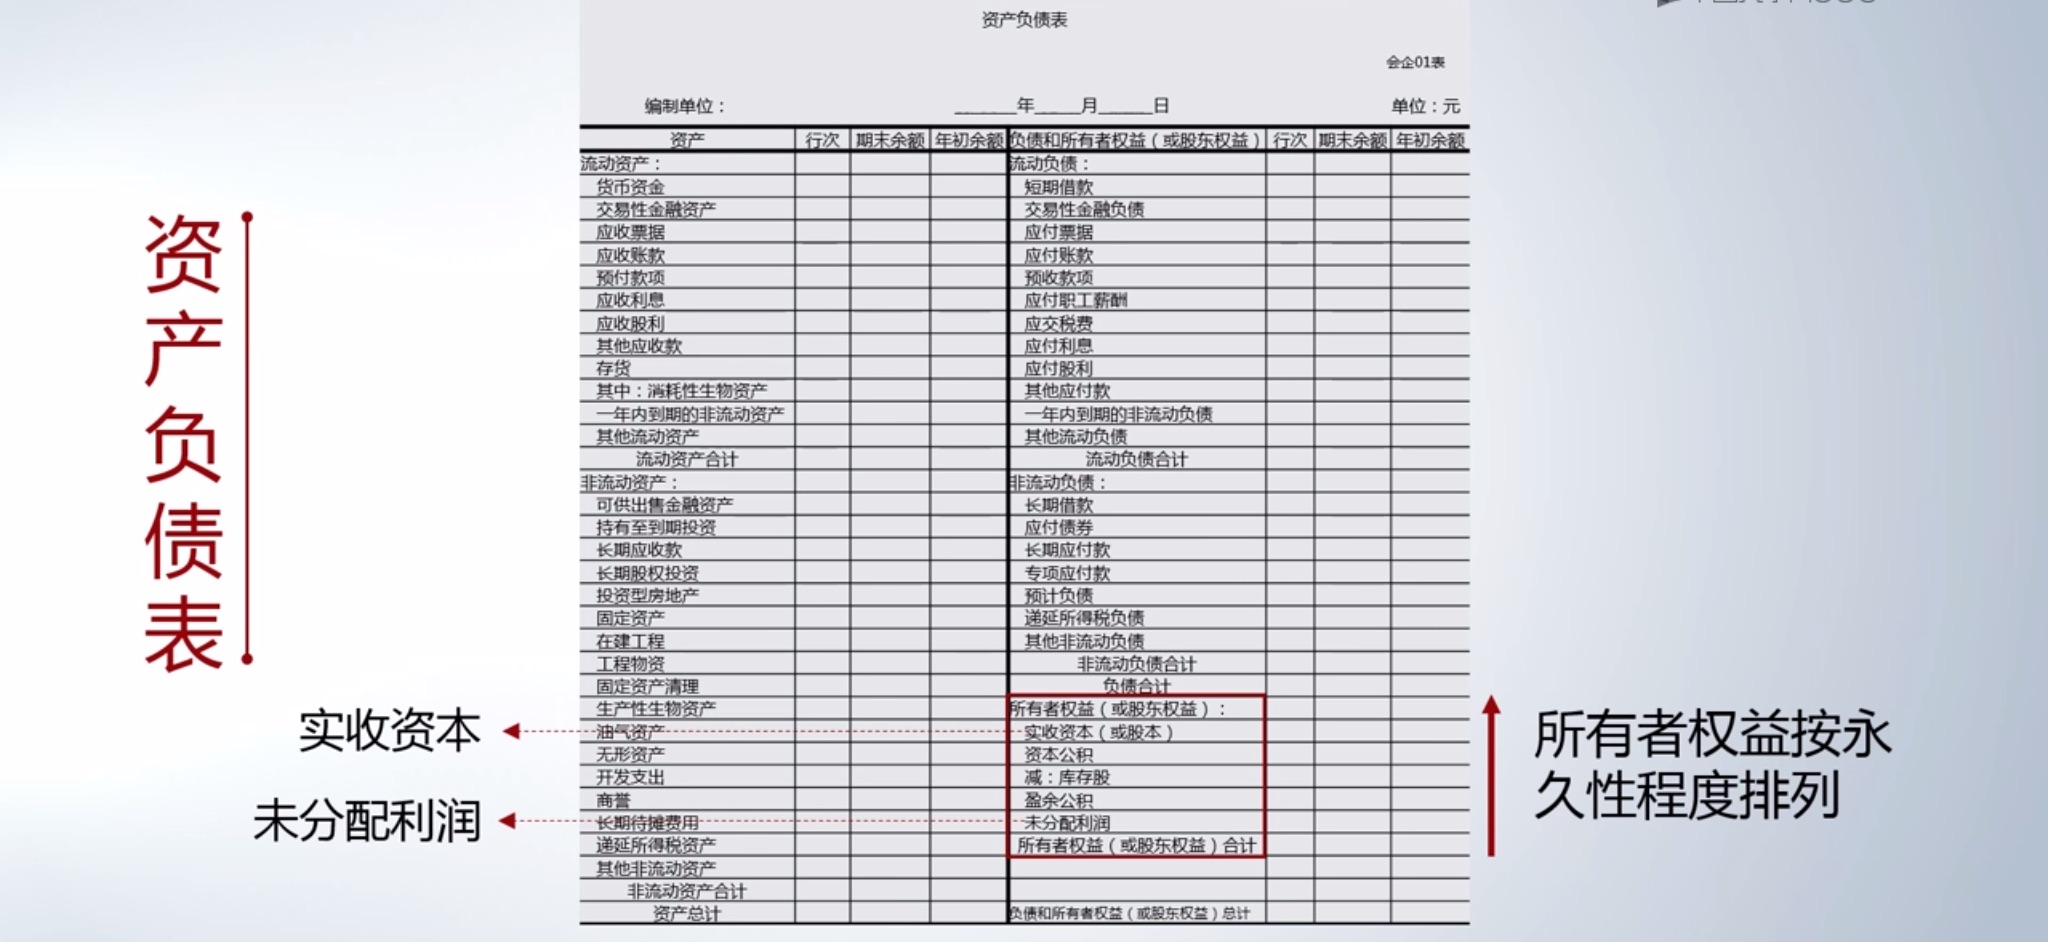 资产负债表
会企01表
编制单位： ______年_____月______日 单位：元
资产 行次 期末余额 年初余额 负债和所有者权益（或股东权益） 行次 期末余额 年初余额
流动资产： 流动负债：
货币资金 短期借款
交易性金融资产 交易性金融负债
应收票据 应付票据
应收账款 应付账款
预付款项 预收款项
应收利息 应付职工薪酬
应收股利 应交税费
其他应收款 应付利息
存货 应付股利
其中：消耗性生物资产 其他应付款
一年内到期的非流动资产 一年内到期的非流动负债
其他流动资产 其他流动负债
流动资产合计 流动负债合计
非流动资产： 非流动负债：
可供出售金融资产 长期借款
持有至到期投资 应付债券
长期应收款 长期应付款
长期股权投资 专项应付款
投资型房地产 预计负债
固定资产 递延所得税负债
在建工程 其他非流动负债
工程物资 非流动负债合计
固定资产清理 负债合计
生产性生物资产 所有者权益（或股东权益）：
油气资产 实收资本（或股本）
无形资产 资本公积
开发支出 减：库存股
商誉 盈余公积
长期待摊费用 未分配利润
递延所得税资产 所有者权益（或股东权益）合计
其他非流动资产
非流动资产合计
资产总计 负债和所有者权益（或股东权益）总计
资产负债表
实收资本
未分配利润
所有者权益按永
久性程度排列